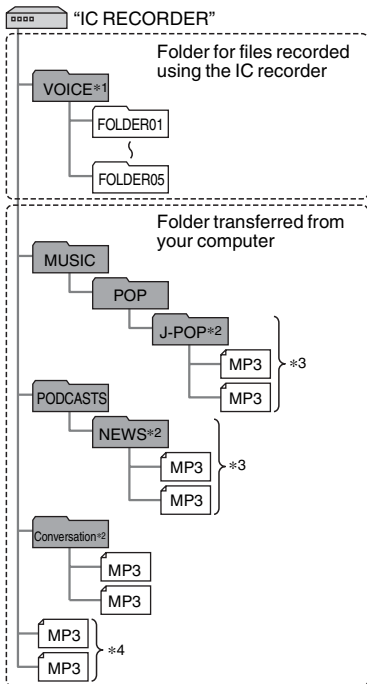 “IC RECORDER”
Folder for files recorded
using the IC recorder
VOICE*1
FOLDER01
FOLDER05
Folder transferred from
your computer
MUSIC
POP
J-POP*2
MP3
*3
MP3
PODCASTS
NEWS*2
*3
MP3
MP3
Conversation*2
MP3
MP3
MP3
*4
MP3